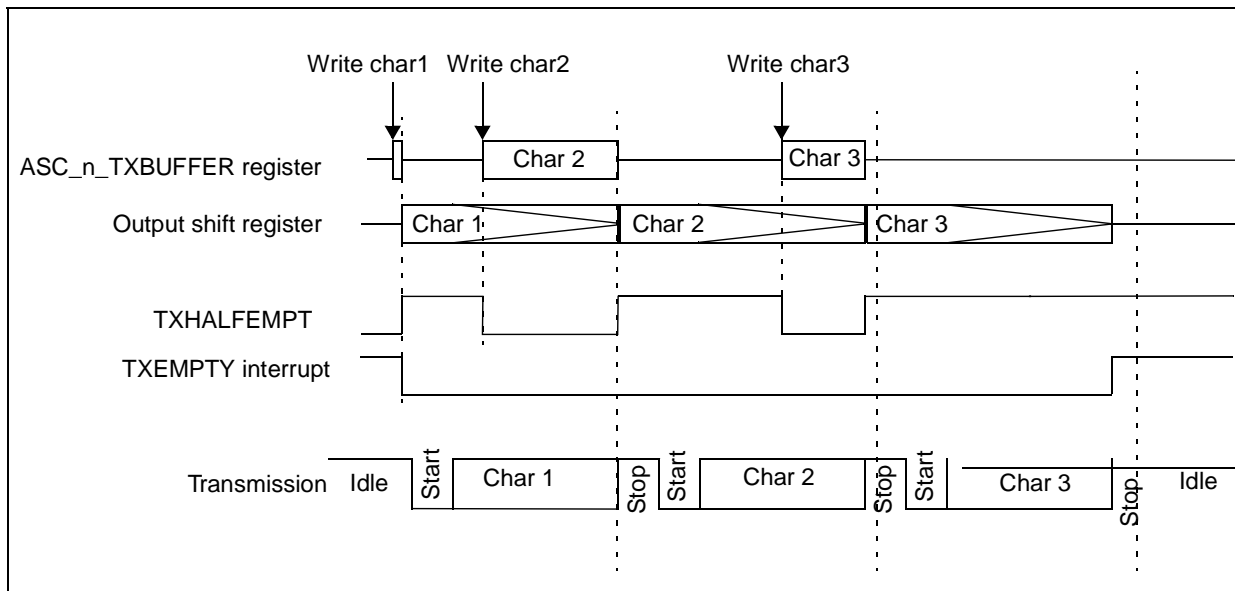 Write char1 Write char2 Write char3
ASC_n_TXBUFFER register Char 2 Char 3
Output shift register Char 1 Char 2 Char 3
TXHALFEMPT
TXEMPTY interrupt
Transmission Idle Start Char 1 Stop Start Char 2 Stop Start Char 3 Stop Idle